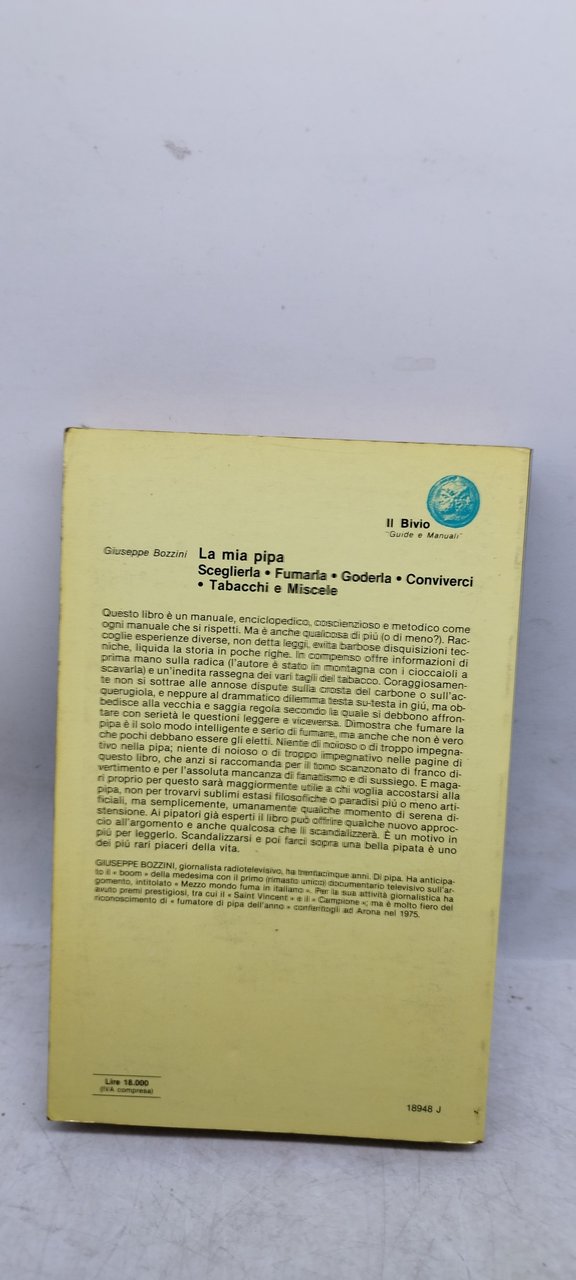 Il Bivio
"Guide e Manuali"
Giuseppe Bozzini La mia pipa
Sceglierla • Fumarla • Goderla • Conviverci
• Tabacchi e Miscele
Questo libro è un manuale, enciclopedico, coscienzioso e metodico come
ogni manuale che si rispetti. Ma è anche qualcosa di più (o di meno?). Rac-
coglie esperienze diverse, non detta leggi, evita barbose disquisizioni tec-
niche, liquida la storia in poche righe. In compenso offre informazioni di
prima mano sulla radica (l'autore è stato in montagna con i cioccaioli a
scavarla) e un'inedita rassegna dei vari tagli del tabacco. Coraggiosamen-
te non si sottrae alle annose dispute sulla crosta del carbone o sull'ac-
querugiola, e neppure al drammatico dilemma testa su-testa in giú, ma ob-
bedisce alla vecchia e saggia regola secondo la quale si debbono affron-
tare con serietà le questioni leggere e viceversa. Dimostra che fumare la
pipa è il solo modo intelligente e serio di fumare, ma anche che non è vero
che pochi debbano essere gli eletti. Niente di noioso o di troppo impegna-
tivo nella pipa; niente di noioso o di troppo impegnativo nelle pagine di
questo libro, che anzi si raccomanda per il tono scanzonato di franco di-
vertimento e per l'assoluta mancanza di fanatismo e di sussiego. E maga-
ri proprio per questo sarà maggiormente utile a chi voglia accostarsi alla
pipa, non per trovarvi sublimi estasi filosofiche o paradisi piú o meno arti-
ficiali, ma semplicemente, umanamente qualche momento di serena di-
stensione. Ai pipatori già esperti il libro può offrire qualche nuovo approc-
cio all'argomento e anche qualcosa che li scandalizzerà. È un motivo in
piú per leggerlo. Scandalizzarsi e poi farci sopra una bella pipata è uno
dei piú rari piaceri della vita.
GIUSEPPE BOZZINI, giornalista radiotelevisivo, ha trentacinque anni. Di pipa. Ha anticipa-
to il « boom » della medesima con il primo (rimasto unico) documentario televisivo sull'ar-
gomento, intitolato « Mezzo mondo fuma in italiano ». Per la sua attività giornalistica ha
avuto premi prestigiosi, tra cui il « Saint Vincent » e il « Campione »; ma è molto fiero del
riconoscimento di « fumatore di pipa dell'anno » conferitogli ad Arona nel 1975.
Lire 18.000
(IVA compresa)
18948 J